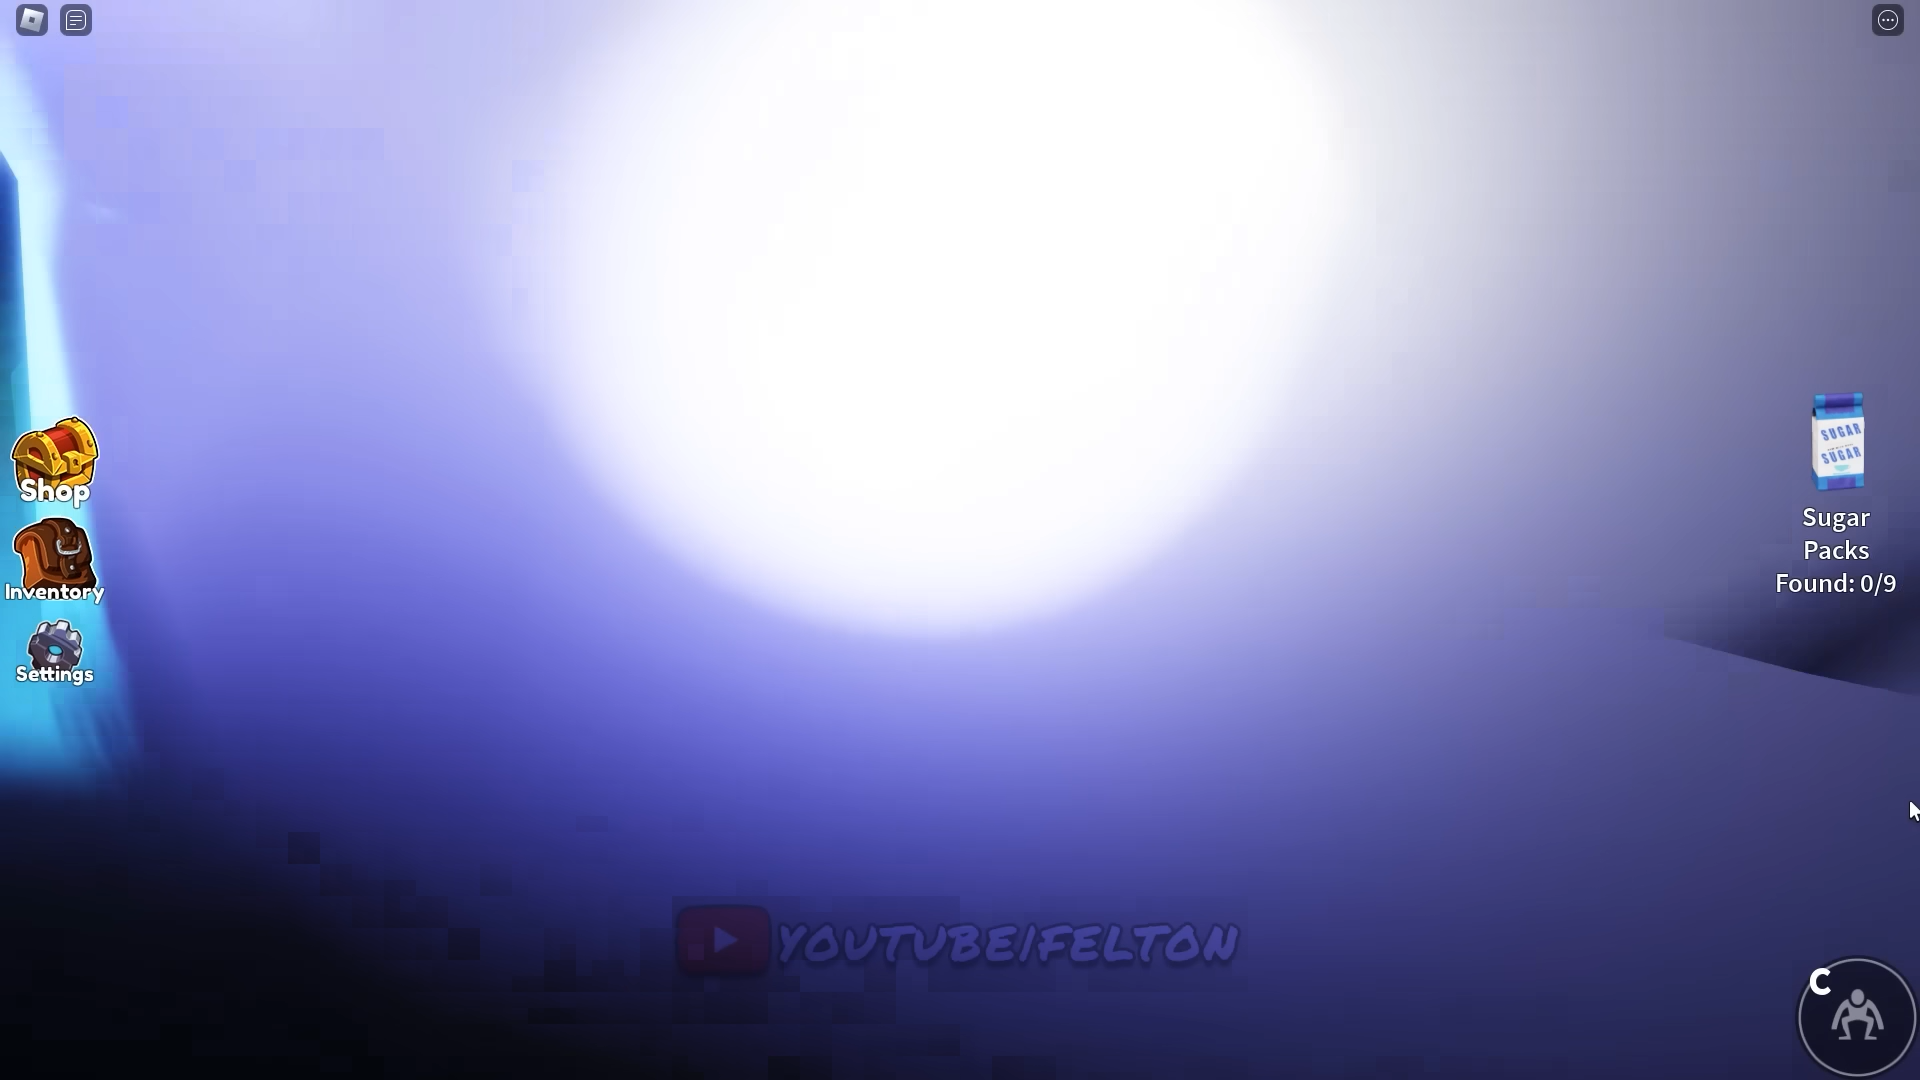 Shop
Inventory
Settings
SUGAR
SUGAR
Sugar
Packs
Found: 0/9
YOUTUBE/FELTON
C